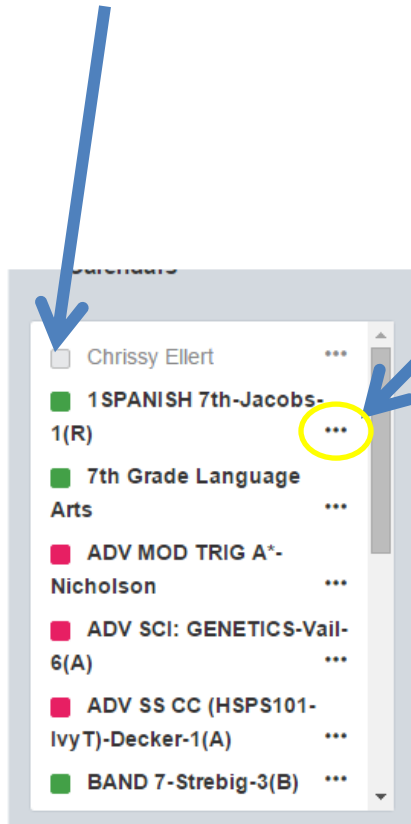 Calendars
Chrissy Ellert •••
1SPANISH 7th-Jacobs-
1(R) •••
7th Grade Language
Arts •••
ADV MOD TRIG A*-
Nicholson •••
ADV SCI: GENETICS-Vail-
6(A) •••
ADV SS CC (HSPS101-
IvyT)-Decker-1(A) •••
BAND 7-Strebig-3(B) •••